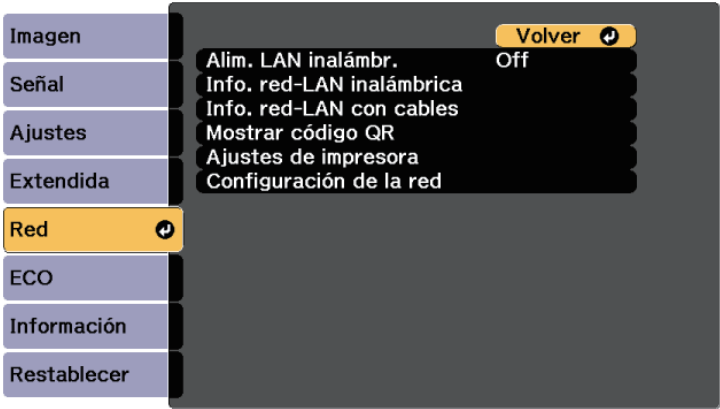 Imagen
Señal
Ajustes
Extendida
Red
ECO
Información
Restablecer
Volver
Alim. LAN inalámbr. Off
Info. red-LAN inalámbrica
Info. red-LAN con cables
Mostrar código QR
Ajustes de impresora
Configuración de la red